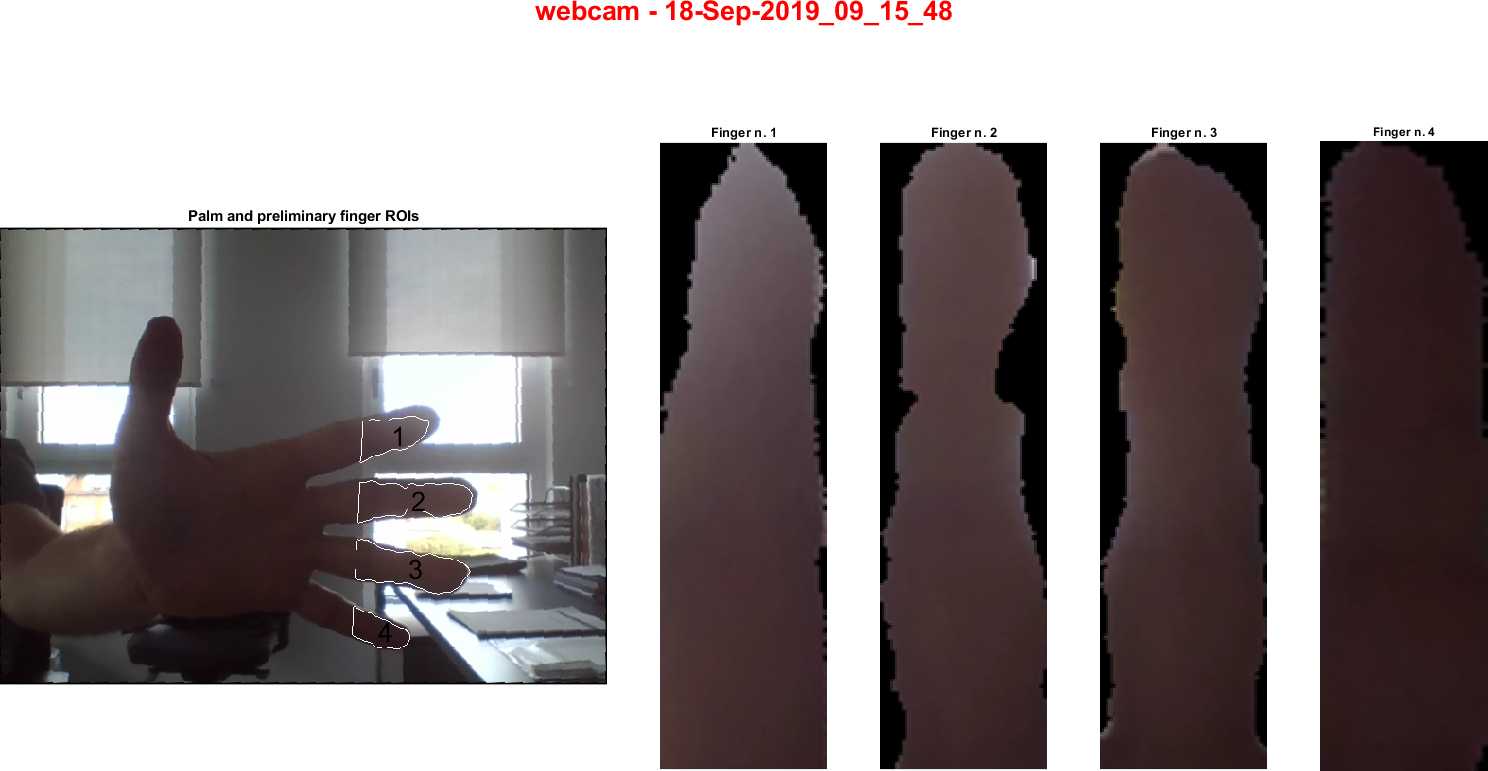 webcam - 18-Sep-2019_09_15_48
Palm and preliminary finger ROIs
1
2
3
4
Finger n. 1
Finger n. 2
Finger n. 3
Finger n. 4